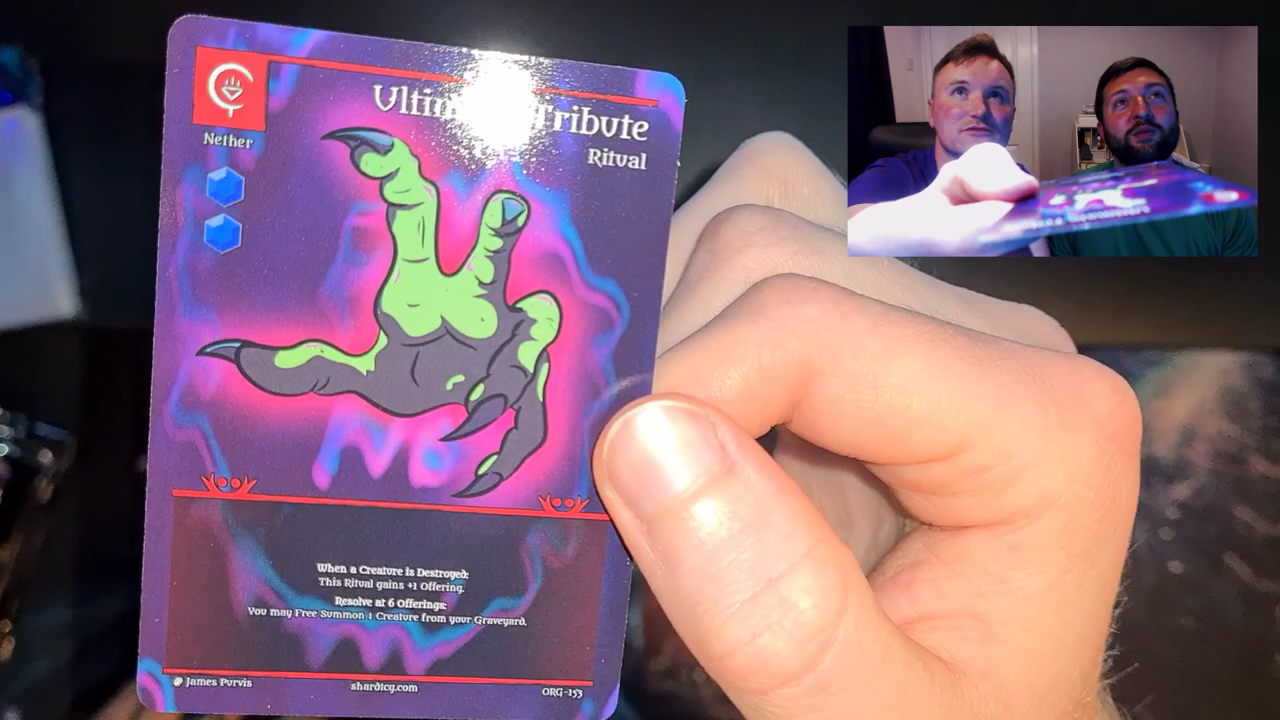 Tribute
Ritual
Nether
When a Creature is Destroyed:
This Ritual gains +1 Offering.
Resolve at 6 Offerings:
You may Free Summon 1 Creature from your Graveyard.
James Purvis
shardtcg.com
ORG-153